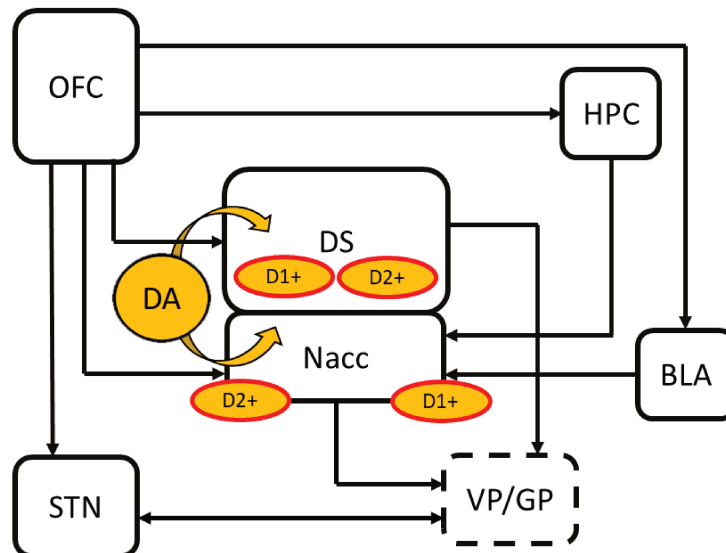 OFC
HPC
DS
D1+
D2+
DA
Nacc
BLA
D2+
D1+
STN
VP/GP